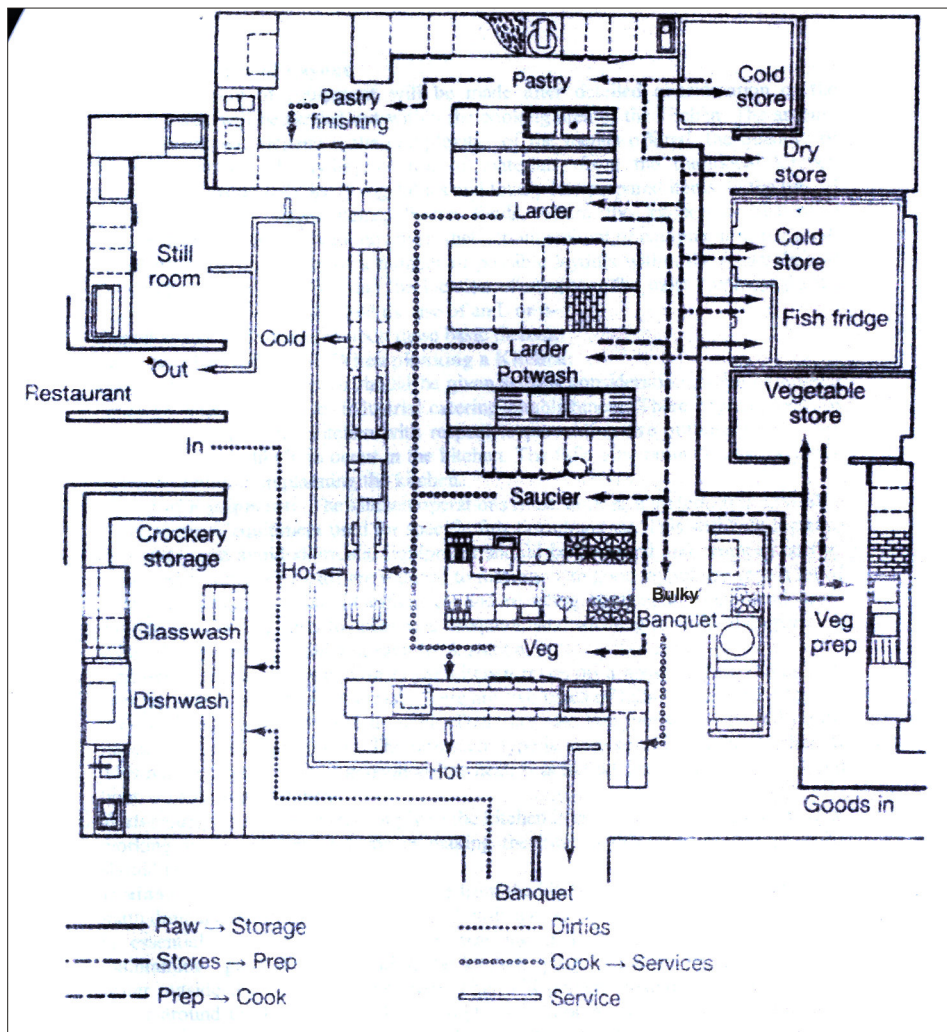 Pastry
Cold
store
Pastry
finishing
Dry
store
Larder
Cold
store
Still
room
Fish fridge
Cold
Larder
Out
Potwash
Vegetable
store
Restaurant
In
Saucier
Crockery
storage
Hot
Bulky
Banquet
Glasswash
Veg
Veg
prep
Dishwash
Hot
Goods in
Banquet
Raw → Storage
Dirties
Stores → Prep
Cook → Services
Prep → Cook
Service